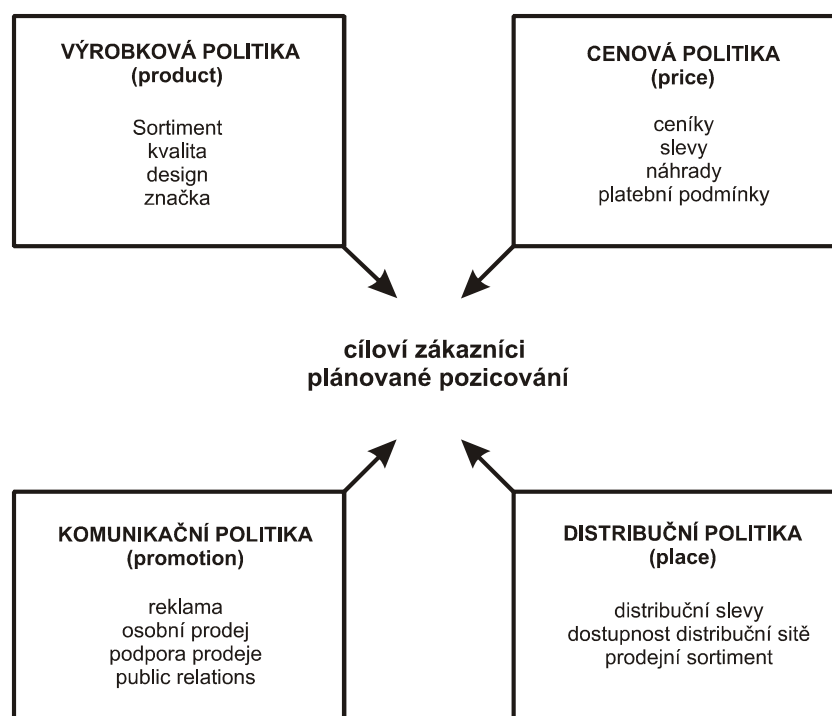 VÝROBKOVÁ POLITIKA
(product)
Sortiment
kvalita
design
značka
CENOVÁ POLITIKA
(price)
ceníky
slevy
náhrady
platební podmínky
cíloví zákazníci
plánované pozicování
KOMUNIKAČNÍ POLITIKA
(promotion)
reklama
osobní prodej
podpora prodeje
public relations
DISTRIBUČNÍ POLITIKA
(place)
distribuční slevy
dostupnost distribuční sitě
prodejní sortiment